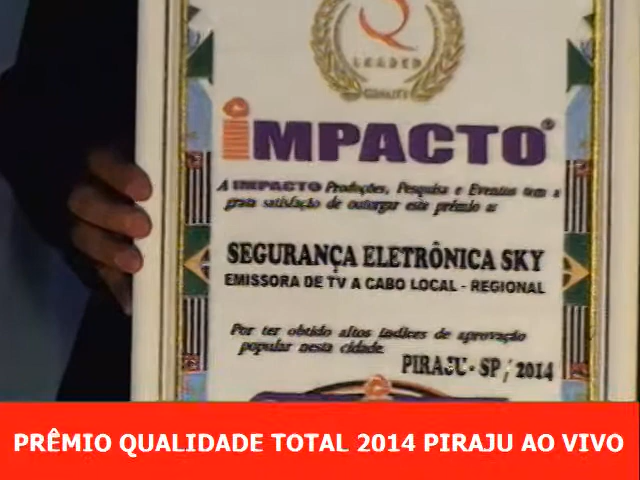 LEADER
QUALITY
IMPACTO®
A IMPACTO Produções, Pesquisa e Eventos tem a
grata satisfação de outorgar este prêmio a:
SEGURANÇA ELETRÔNICA SKY
EMISSORA DE TV A CABO LOCAL - REGIONAL
Por ter obtido altos índices de aprovação
popular nesta cidade.
PIRAJU - SP / 2014
PRÊMIO QUALIDADE TOTAL 2014 PIRAJU AO VIVO